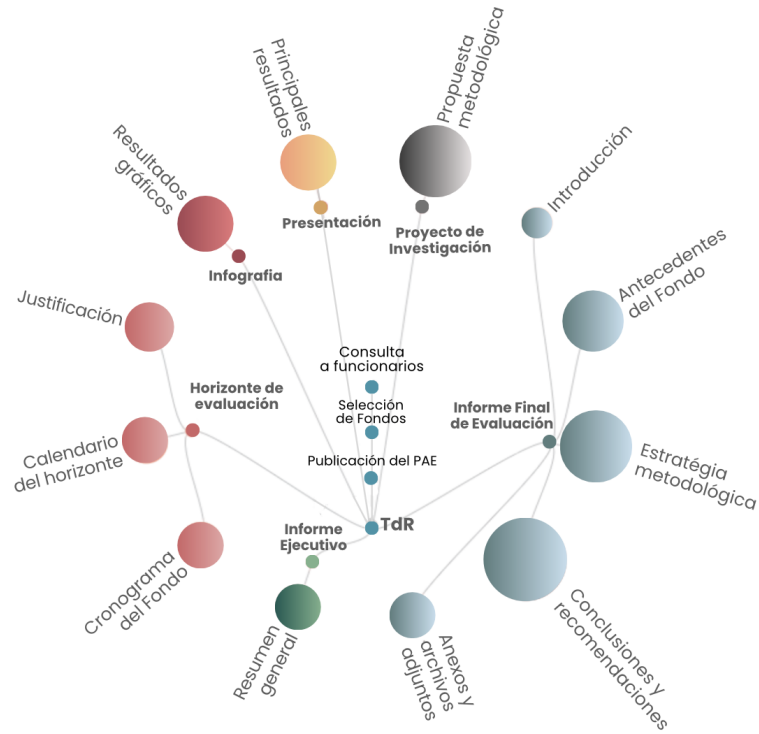 Principales
resultados
Propuesta
metodológica
Resultados
gráficos
Introducción
Presentación
Proyecto de
Investigación
Infografia
Antecedentes
del Fondo
Justificación
Consulta
a funcionarios
Horizonte de
evaluación
Selección
de Fondos
Informe Final
de Evaluación
Calendario
del horizonte
Publicación del PAE
Estratégia
metodológica
TdR
Informe
Ejecutivo
Cronograma
del Fondo
Resumen
general
Anexos y
archivos
adjuntos
Conclusiones y
recomendaciones